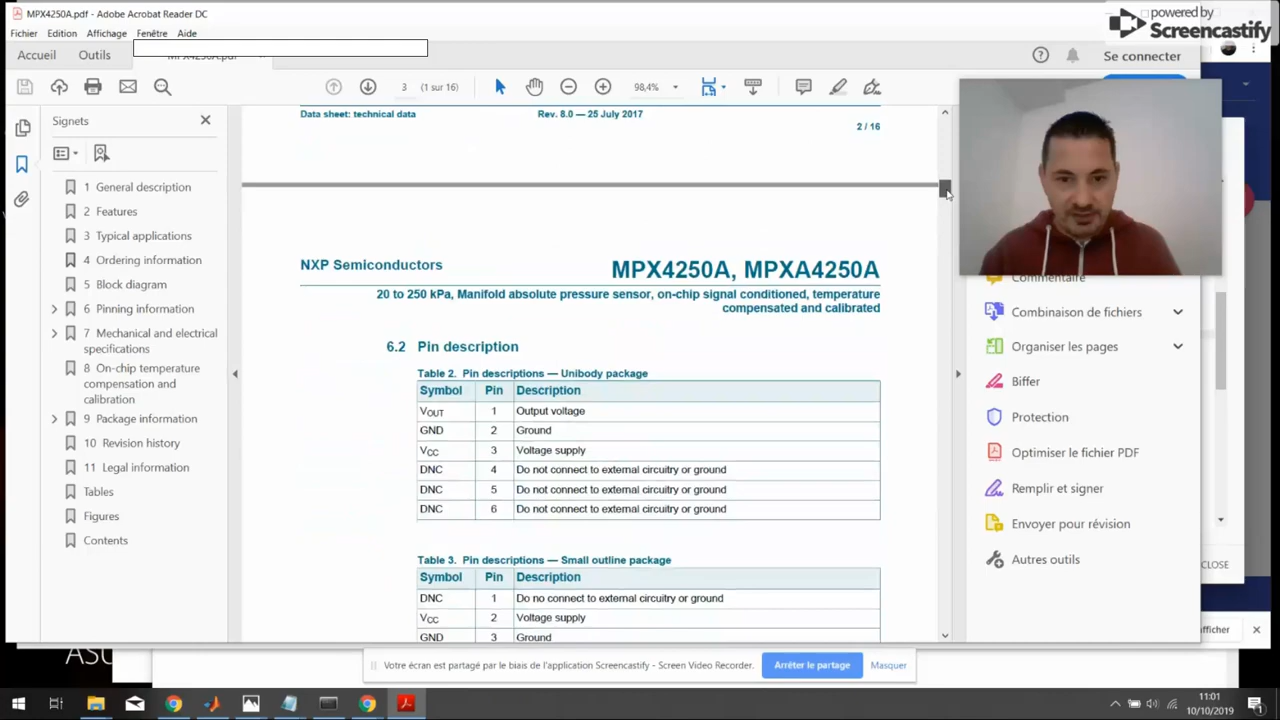 MPX4250A.pdf - Adobe Acrobat Reader DC
powered by
Screencastify
Fichier Edition Affichage Fenêtre Aide
Accueil Outils MPX4250A.pdf
Se connecter
3 (1 sur 16) 98,4%
Signets
1 General description
2 Features
3 Typical applications
4 Ordering information
5 Block diagram
6 Pinning information
7 Mechanical and electrical
specifications
8 On-chip temperature
compensation and
calibration
9 Package information
10 Revision history
11 Legal information
Tables
Figures
Contents
Data sheet: technical data Rev. 8.0 — 25 July 2017
2 / 16
NXP Semiconductors MPX4250A, MPXA4250A
20 to 250 kPa, Manifold absolute pressure sensor, on-chip signal conditioned, temperature
compensated and calibrated
6.2 Pin description
Table 2. Pin descriptions — Unibody package
Symbol Pin Description
VOUT 1 Output voltage
GND 2 Ground
VCC 3 Voltage supply
DNC 4 Do not connect to external circuitry or ground
DNC 5 Do not connect to external circuitry or ground
DNC 6 Do not connect to external circuitry or ground
Table 3. Pin descriptions — Small outline package
Symbol Pin Description
DNC 1 Do no connect to external circuitry or ground
VCC 2 Voltage supply
GND 3 Ground
Commentaire
Combinaison de fichiers
Organiser les pages
Biffer
Protection
Optimiser le fichier PDF
Remplir et signer
Envoyer pour révision
Autres outils
CLOSE
afficher
Votre écran est partagé par le biais de l'application Screencastify - Screen Video Recorder. Arrêter le partage Masquer
11:01
10/10/2019